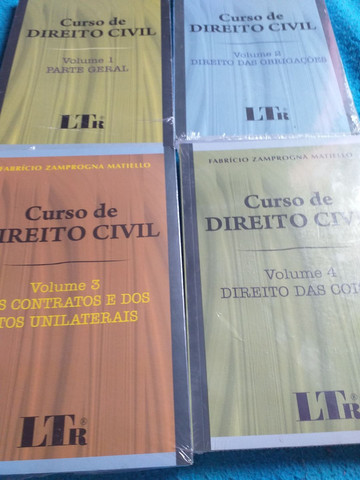 Curso de
DIREITO CIVIL
Volume 1
PARTE GERAL
LTR
Curso de
DIREITO CIVIL
Volume 2
DIREITO DAS OBRIGAÇÕES
LTR
FABRÍCIO ZAMPROGNA MATIELLO
Curso de
DIREITO CIVIL
Volume 3
S CONTRATOS E DOS
TOS UNILATERAIS
LTR®
FABRÍCIO ZAMPROGNA MATIELLO
Curso de
DIREITO CIVI
Volume 4
DIREITO DAS COI
LTR®